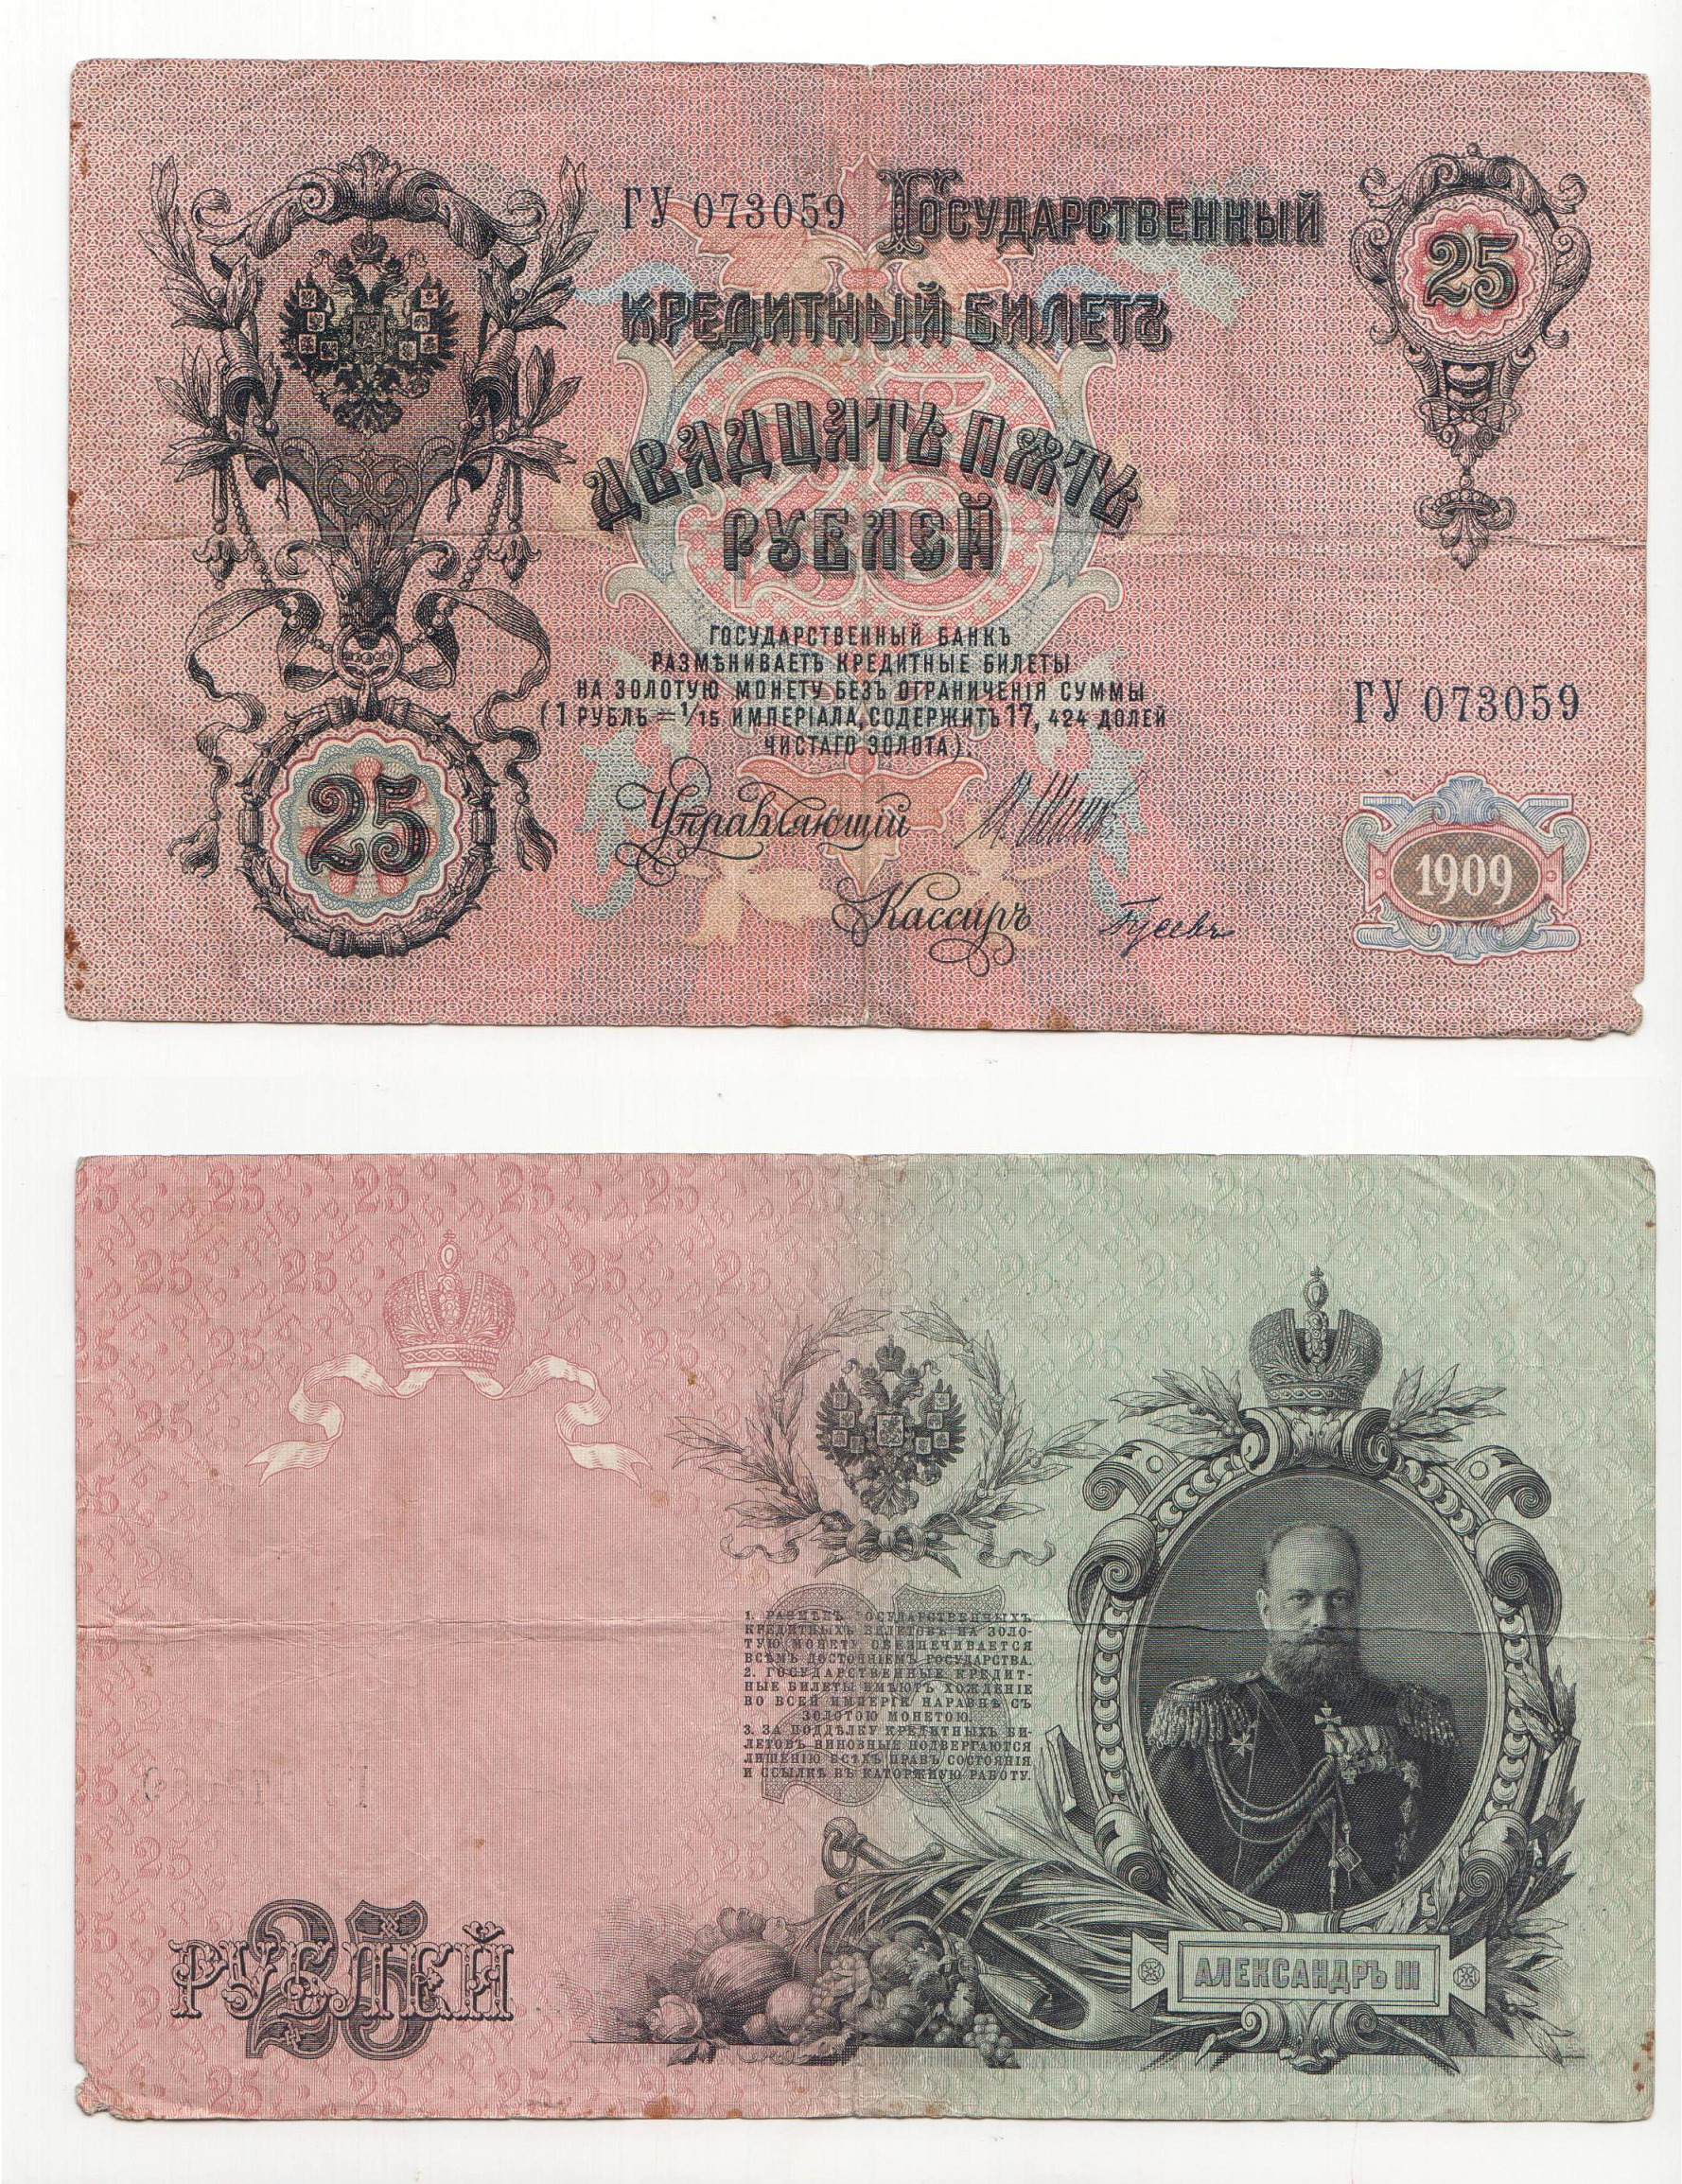 ГУ 073059 ГОСУДАРСТВЕННЫЙ
25
КРЕДИТНЫЙ БИЛЕТЪ
ДВАДЦАТЬ ПЯТЬ
РУБЛЕЙ
25
ГОСУДАРСТВЕННЫЙ БАНКЪ
РАЗМѢНИВАЕТЪ КРЕДИТНЫЕ БИЛЕТЫ
НА ЗОЛОТУЮ МОНЕТУ БЕЗЪ ОГРАНИЧЕНІЯ СУММЫ
(1 РУБЛЬ = 1/15 ИМПЕРІАЛА, СОДЕРЖИТЪ 17, 424 ДОЛЕЙ
ЧИСТАГО ЗОЛОТА).
ГУ 073059
25
Управляющій
Кассиръ
Гусевъ
1909
25
1. РАЗМѢНЪ ГОСУДАРСТВЕННЫХЪ
КРЕДИТНЫХЪ БИЛЕТОВЪ НА ЗОЛО-
ТУЮ МОНЕТУ ОБЕЗПЕЧИВАЕТСЯ
ВСѢМЪ ДОСТОЯНІЕМЪ ГОСУДАРСТВА.
2. ГОСУДАРСТВЕННЫЕ КРЕДИТ-
НЫЕ БИЛЕТЫ ИМѢЮТЪ ХОЖДЕНІЕ
ВО ВСЕЙ ИМПЕРІИ НАРАВНѢ СЪ
ЗОЛОТОЮ МОНЕТОЮ.
3. ЗА ПОДДѢЛКУ КРЕДИТНЫХЪ БИ-
ЛЕТОВЪ ВИНОВНЫЕ ПОДВЕРГАЮТСЯ
ЛИШЕНІЮ ВСѢХЪ ПРАВЪ СОСТОЯНІЯ
И ССЫЛКѢ ВЪ КАТОРЖНУЮ РАБОТУ.
25
РУБЛЕЙ
АЛЕКСАНДРЪ III